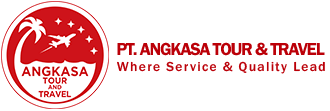 ANGKASA
TOUR
AND
TRAVEL
PT. ANGKASA TOUR & TRAVEL
Where Service & Quality Lead